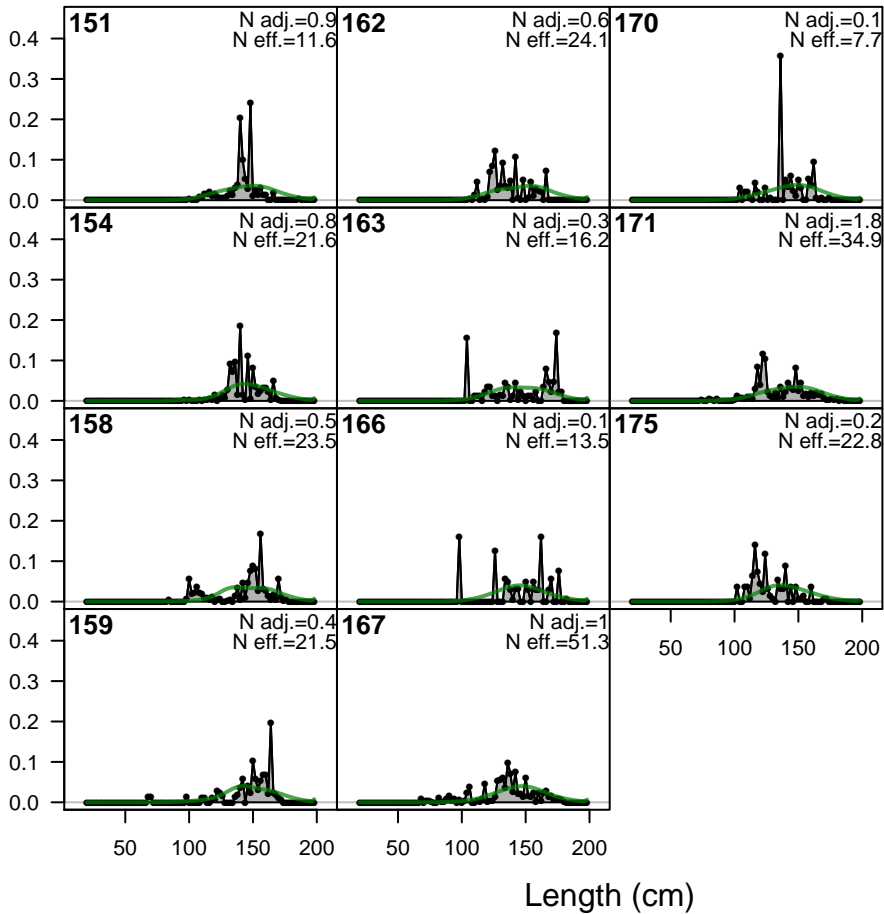 151 N adj.=0.9
N eff.=11.6
162 N adj.=0.6
N eff.=24.1
170 N adj.=0.1
N eff.=7.7
0.4
0.3
0.2
0.1
0.0
154 N adj.=0.8
N eff.=21.6
163 N adj.=0.3
N eff.=16.2
171 N adj.=1.8
N eff.=34.9
0.4
0.3
0.2
0.1
0.0
158 N adj.=0.5
N eff.=23.5
166 N adj.=0.1
N eff.=13.5
175 N adj.=0.2
N eff.=22.8
0.4
0.3
0.2
0.1
0.0
159 N adj.=0.4
N eff.=21.5
167 N adj.=1
N eff.=51.3
0.4
0.3
0.2
0.1
0.0
50 100 150 200
50 100 150 200
50 100 150 200
Length (cm)